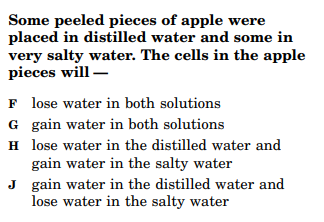 Some peeled pieces of apple were
placed in distilled water and some in
very salty water. The cells in the apple
pieces will —
F lose water in both solutions
G gain water in both solutions
H lose water in the distilled water and
gain water in the salty water
J gain water in the distilled water and
lose water in the salty water